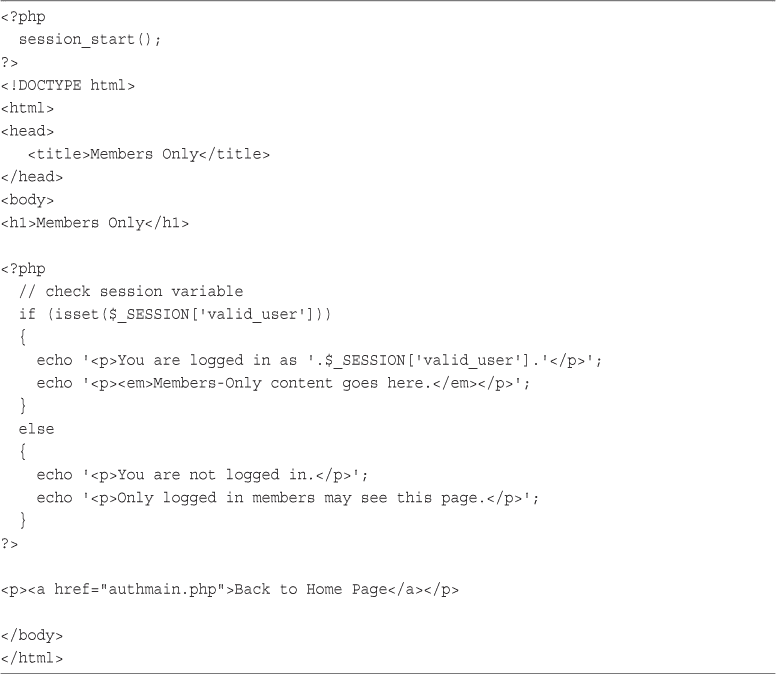 <?php
  session_start();
?>
<!DOCTYPE html>
<html>
<head>
   <title>Members Only</title>
</head>
<body>
<h1>Members Only</h1>

<?php
  // check session variable
  if (isset($_SESSION['valid_user']))
  {
    echo '<p>You are logged in as '.$_SESSION['valid_user'].'</p>';
    echo '<p><em>Members-Only content goes here.</em></p>';
  }
  else
  {
    echo '<p>You are not logged in.</p>';
    echo '<p>Only logged in members may see this page.</p>';
  }
?>

<p><a href="authmain.php">Back to Home Page</a></p>

</body>
</html>